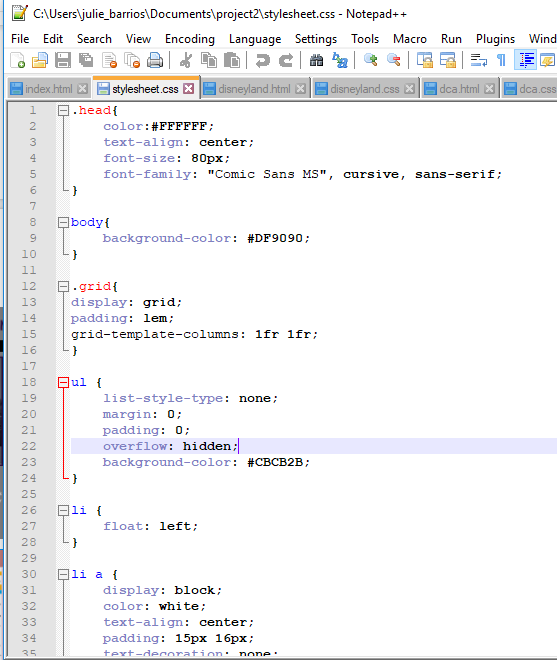 C:\Users\julie_barrios\Documents\project2\stylesheet.css - Notepad++
File Edit Search View Encoding Language Settings Tools Macro Run Plugins Wind
index.html stylesheet.css disneyland.html disneyland.css dca.html dca.css
1 .head{
2 color:#FFFFFF;
3 text-align: center;
4 font-size: 80px;
5 font-family: "Comic Sans MS", cursive, sans-serif;
6 }
7
8 body{
9 background-color: #DF9090;
10 }
11
12 .grid{
13 display: grid;
14 padding: 1em;
15 grid-template-columns: 1fr 1fr;
16 }
17
18 ul {
19 list-style-type: none;
20 margin: 0;
21 padding: 0;
22 overflow: hidden;
23 background-color: #CBCB2B;
24 }
25
26 li {
27 float: left;
28 }
29
30 li a {
31 display: block;
32 color: white;
33 text-align: center;
34 padding: 15px 16px;
35 text-decoration: none;